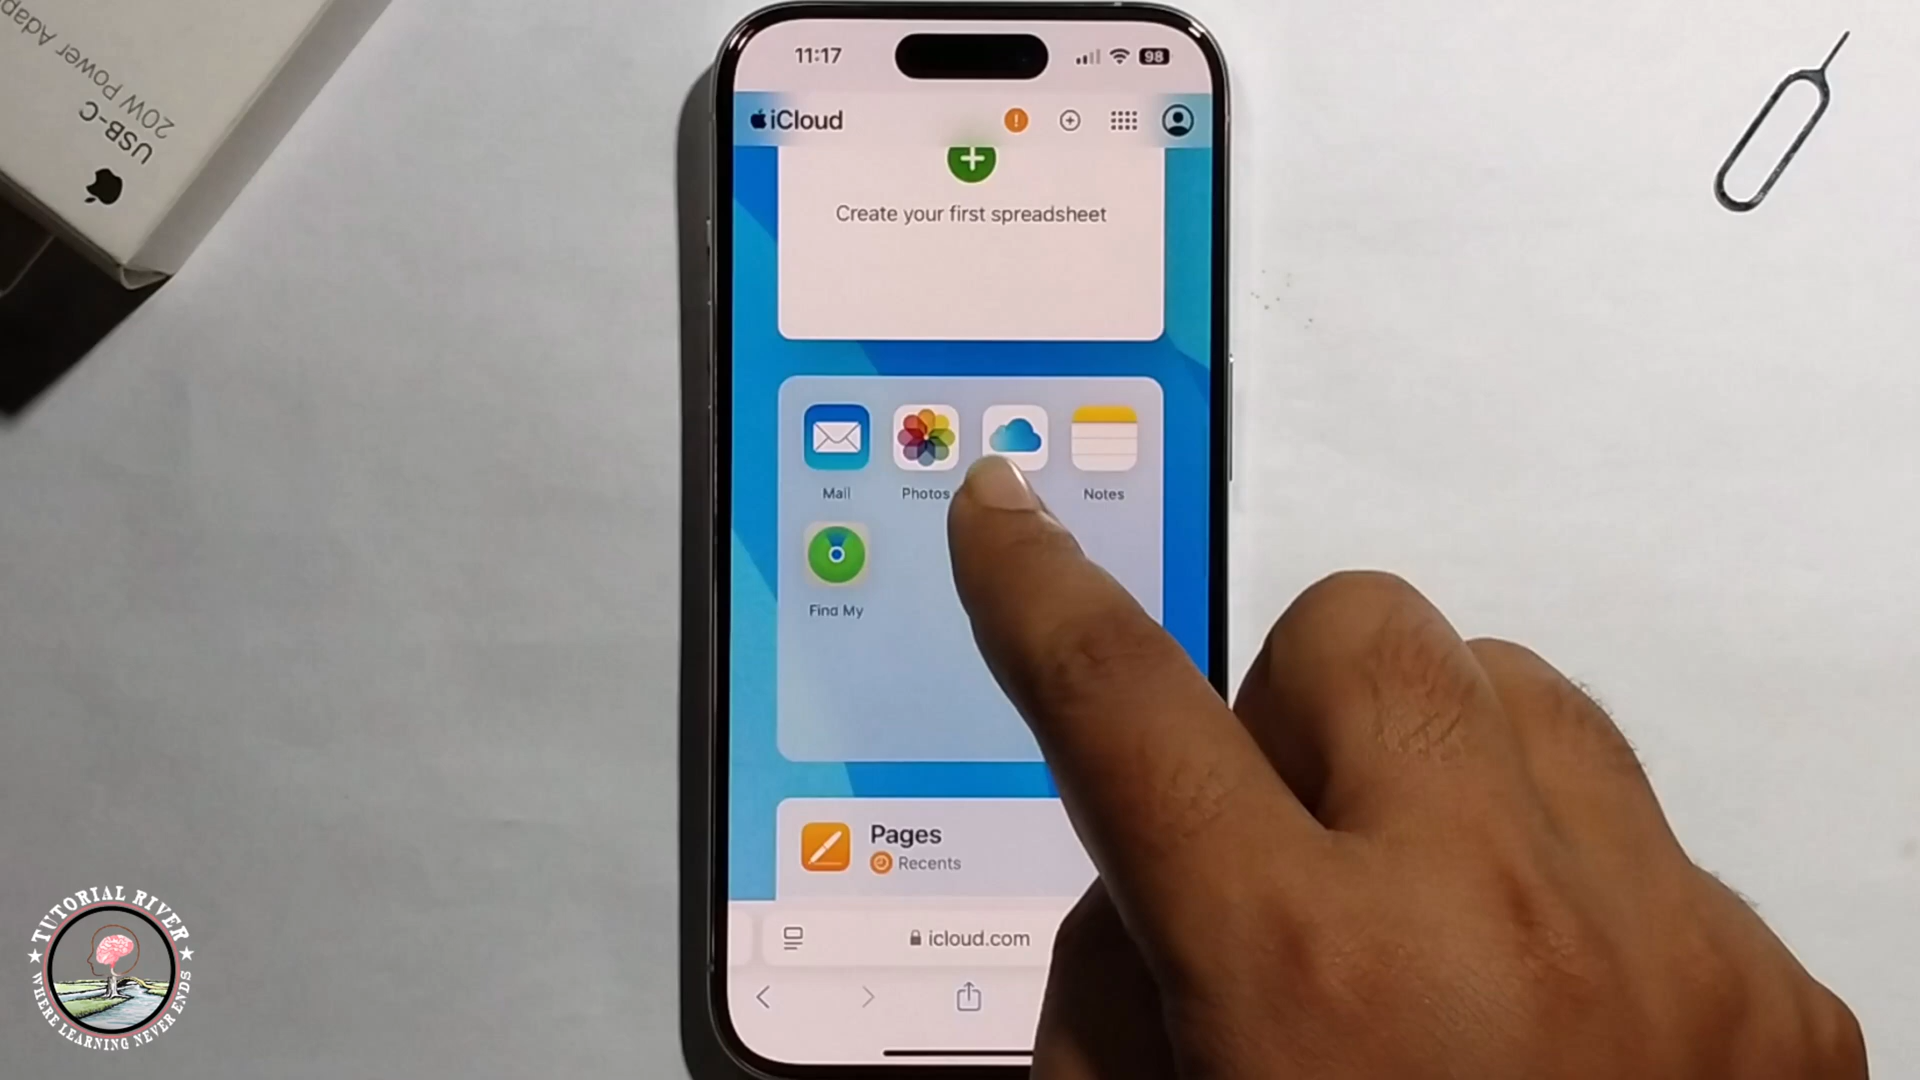 20W Power Adap
USB-C
11:17
98
iCloud
!
Create your first spreadsheet
Mail
Photos
Notes
Find My
Pages
Recents
icloud.com
TUTORIAL RIVER
WHERE LEARNING NEVER ENDS